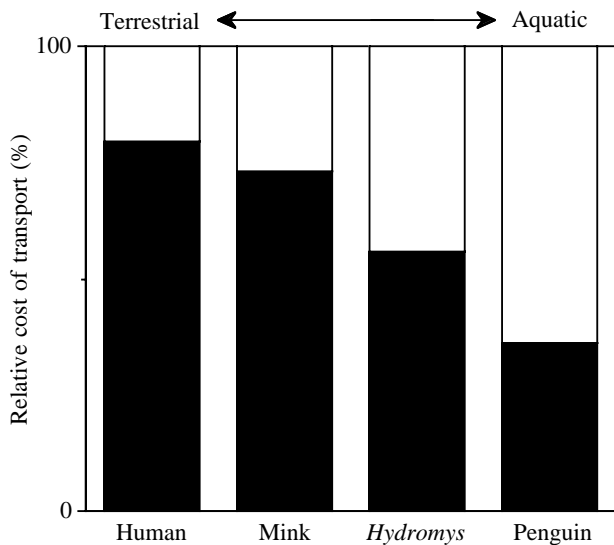 Terrestrial Aquatic
100
Relative cost of transport (%)
0
Human Mink Hydromys Penguin